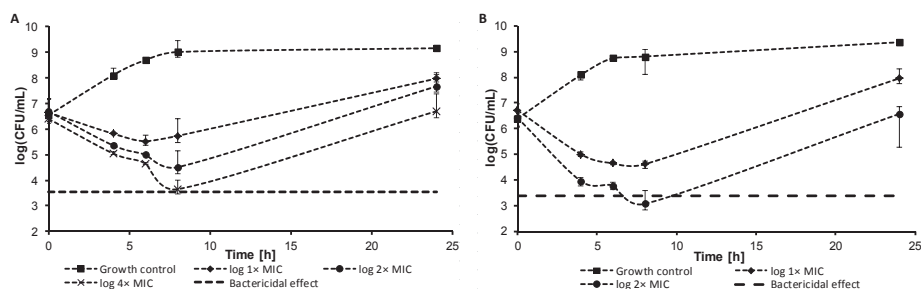 A
B
log(CFU/mL)
10
9
8
7
6
5
4
3
2
0
5
10
15
20
25
Time [h]
Growth control
log 1× MIC
log 2× MIC
log 4× MIC
Bactericidal effect
log(CFU/mL)
10
9
8
7
6
5
4
3
2
0
5
10
15
20
25
Time [h]
Growth control
log 1× MIC
log 2× MIC
Bactericidal effect